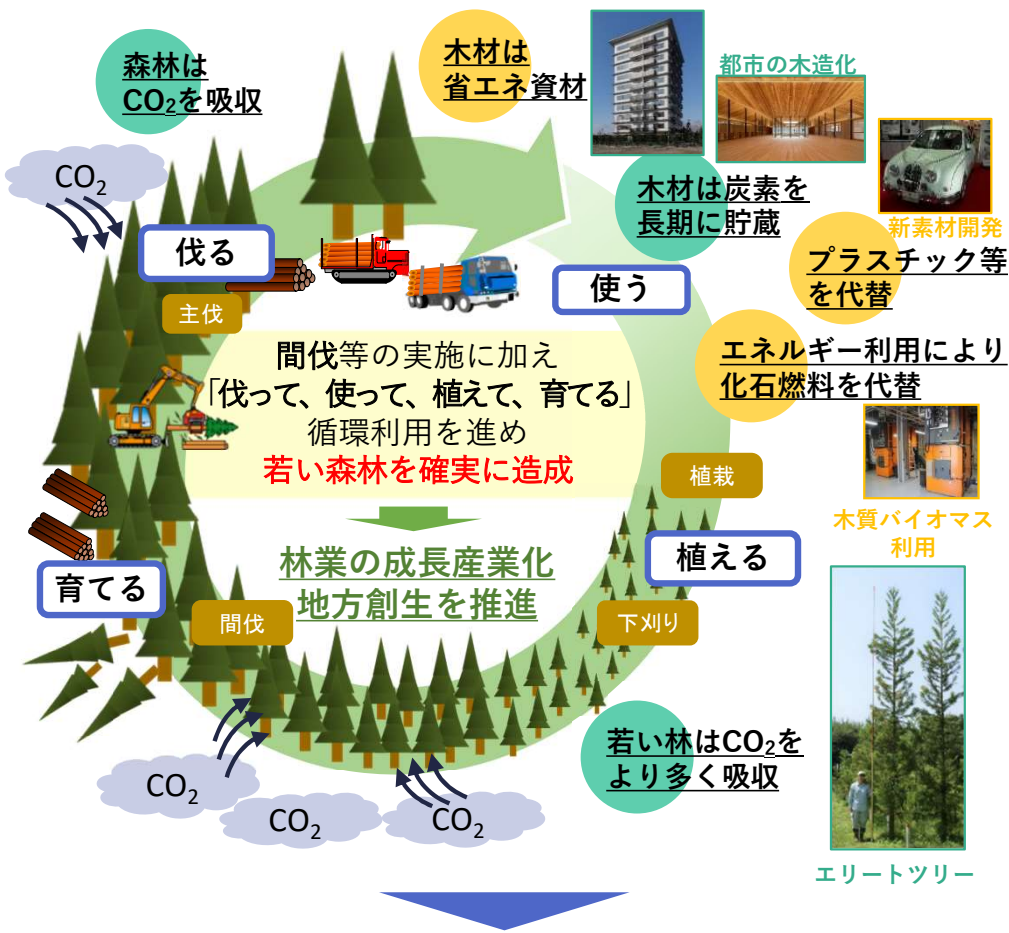 森林は
CO₂を吸収
木材は
省エネ資材
都市の木造化
CO₂
木材は炭素を
長期に貯蔵
新素材開発
伐る
プラスチック等
を代替
使う
主伐
間伐等の実施に加え
「伐って、使って、植えて、育てる」
循環利用を進め
若い森林を確実に造成
エネルギー利用により
化石燃料を代替
植栽
木質バイオマス
利用
林業の成長産業化
地方創生を推進
植える
育てる
間伐
下刈り
若い林はCO₂を
より多く吸収
CO₂
CO₂
CO₂
エリートツリー